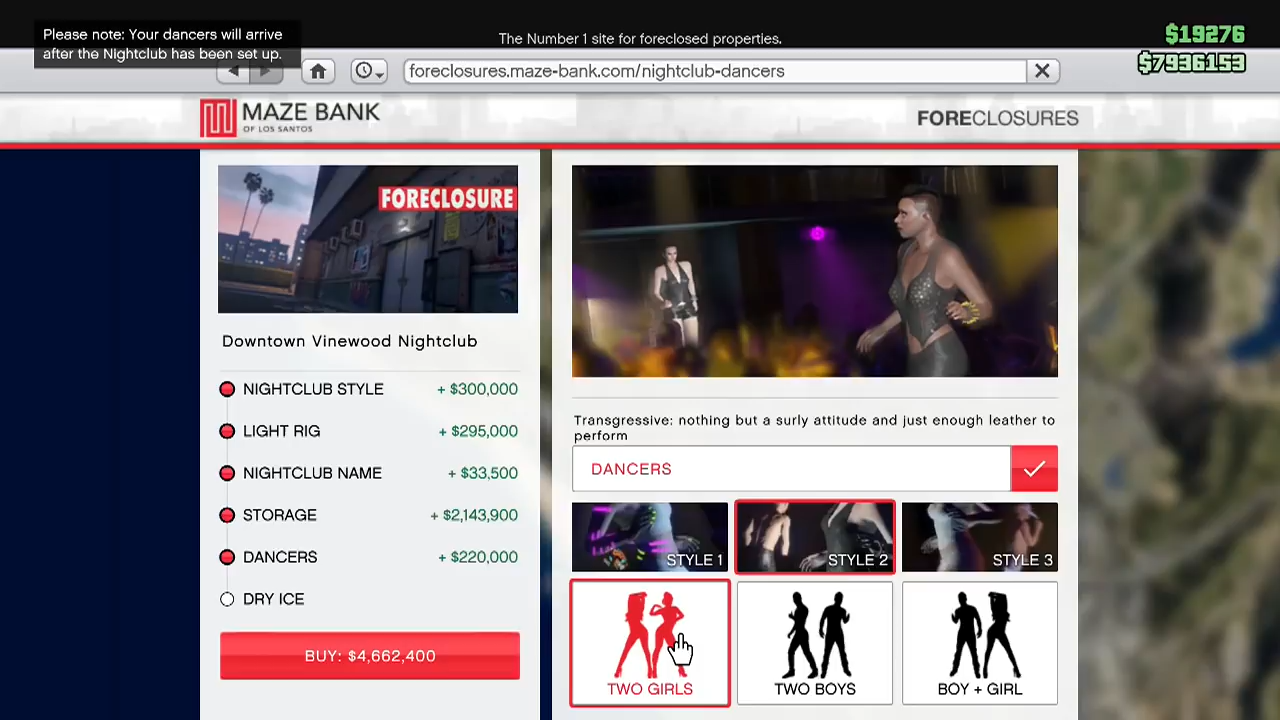 Please note: Your dancers will arrive
after the Nightclub has been set up.
The Number 1 site for foreclosed properties.
$19276
$7936153
foreclosures.maze-bank.com/nightclub-dancers
MAZE BANK
OF LOS SANTOS
FORECLOSURES
FORECLOSURE
Downtown Vinewood Nightclub
NIGHTCLUB STYLE + $300,000
LIGHT RIG + $295,000
NIGHTCLUB NAME + $33,500
STORAGE + $2,143,900
DANCERS + $220,000
DRY ICE
BUY: $4,662,400
Transgressive: nothing but a surly attitude and just enough leather to
perform
DANCERS
STYLE 1
STYLE 2
STYLE 3
TWO GIRLS
TWO BOYS
BOY + GIRL